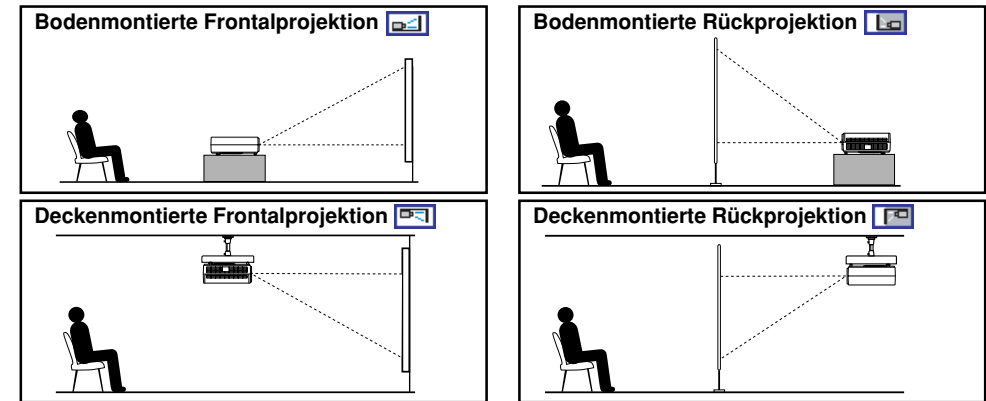 Bodenmontierte Frontalprojektion
Bodenmontierte Rückprojektion
Deckenmontierte Frontalprojektion
Deckenmontierte Rückprojektion